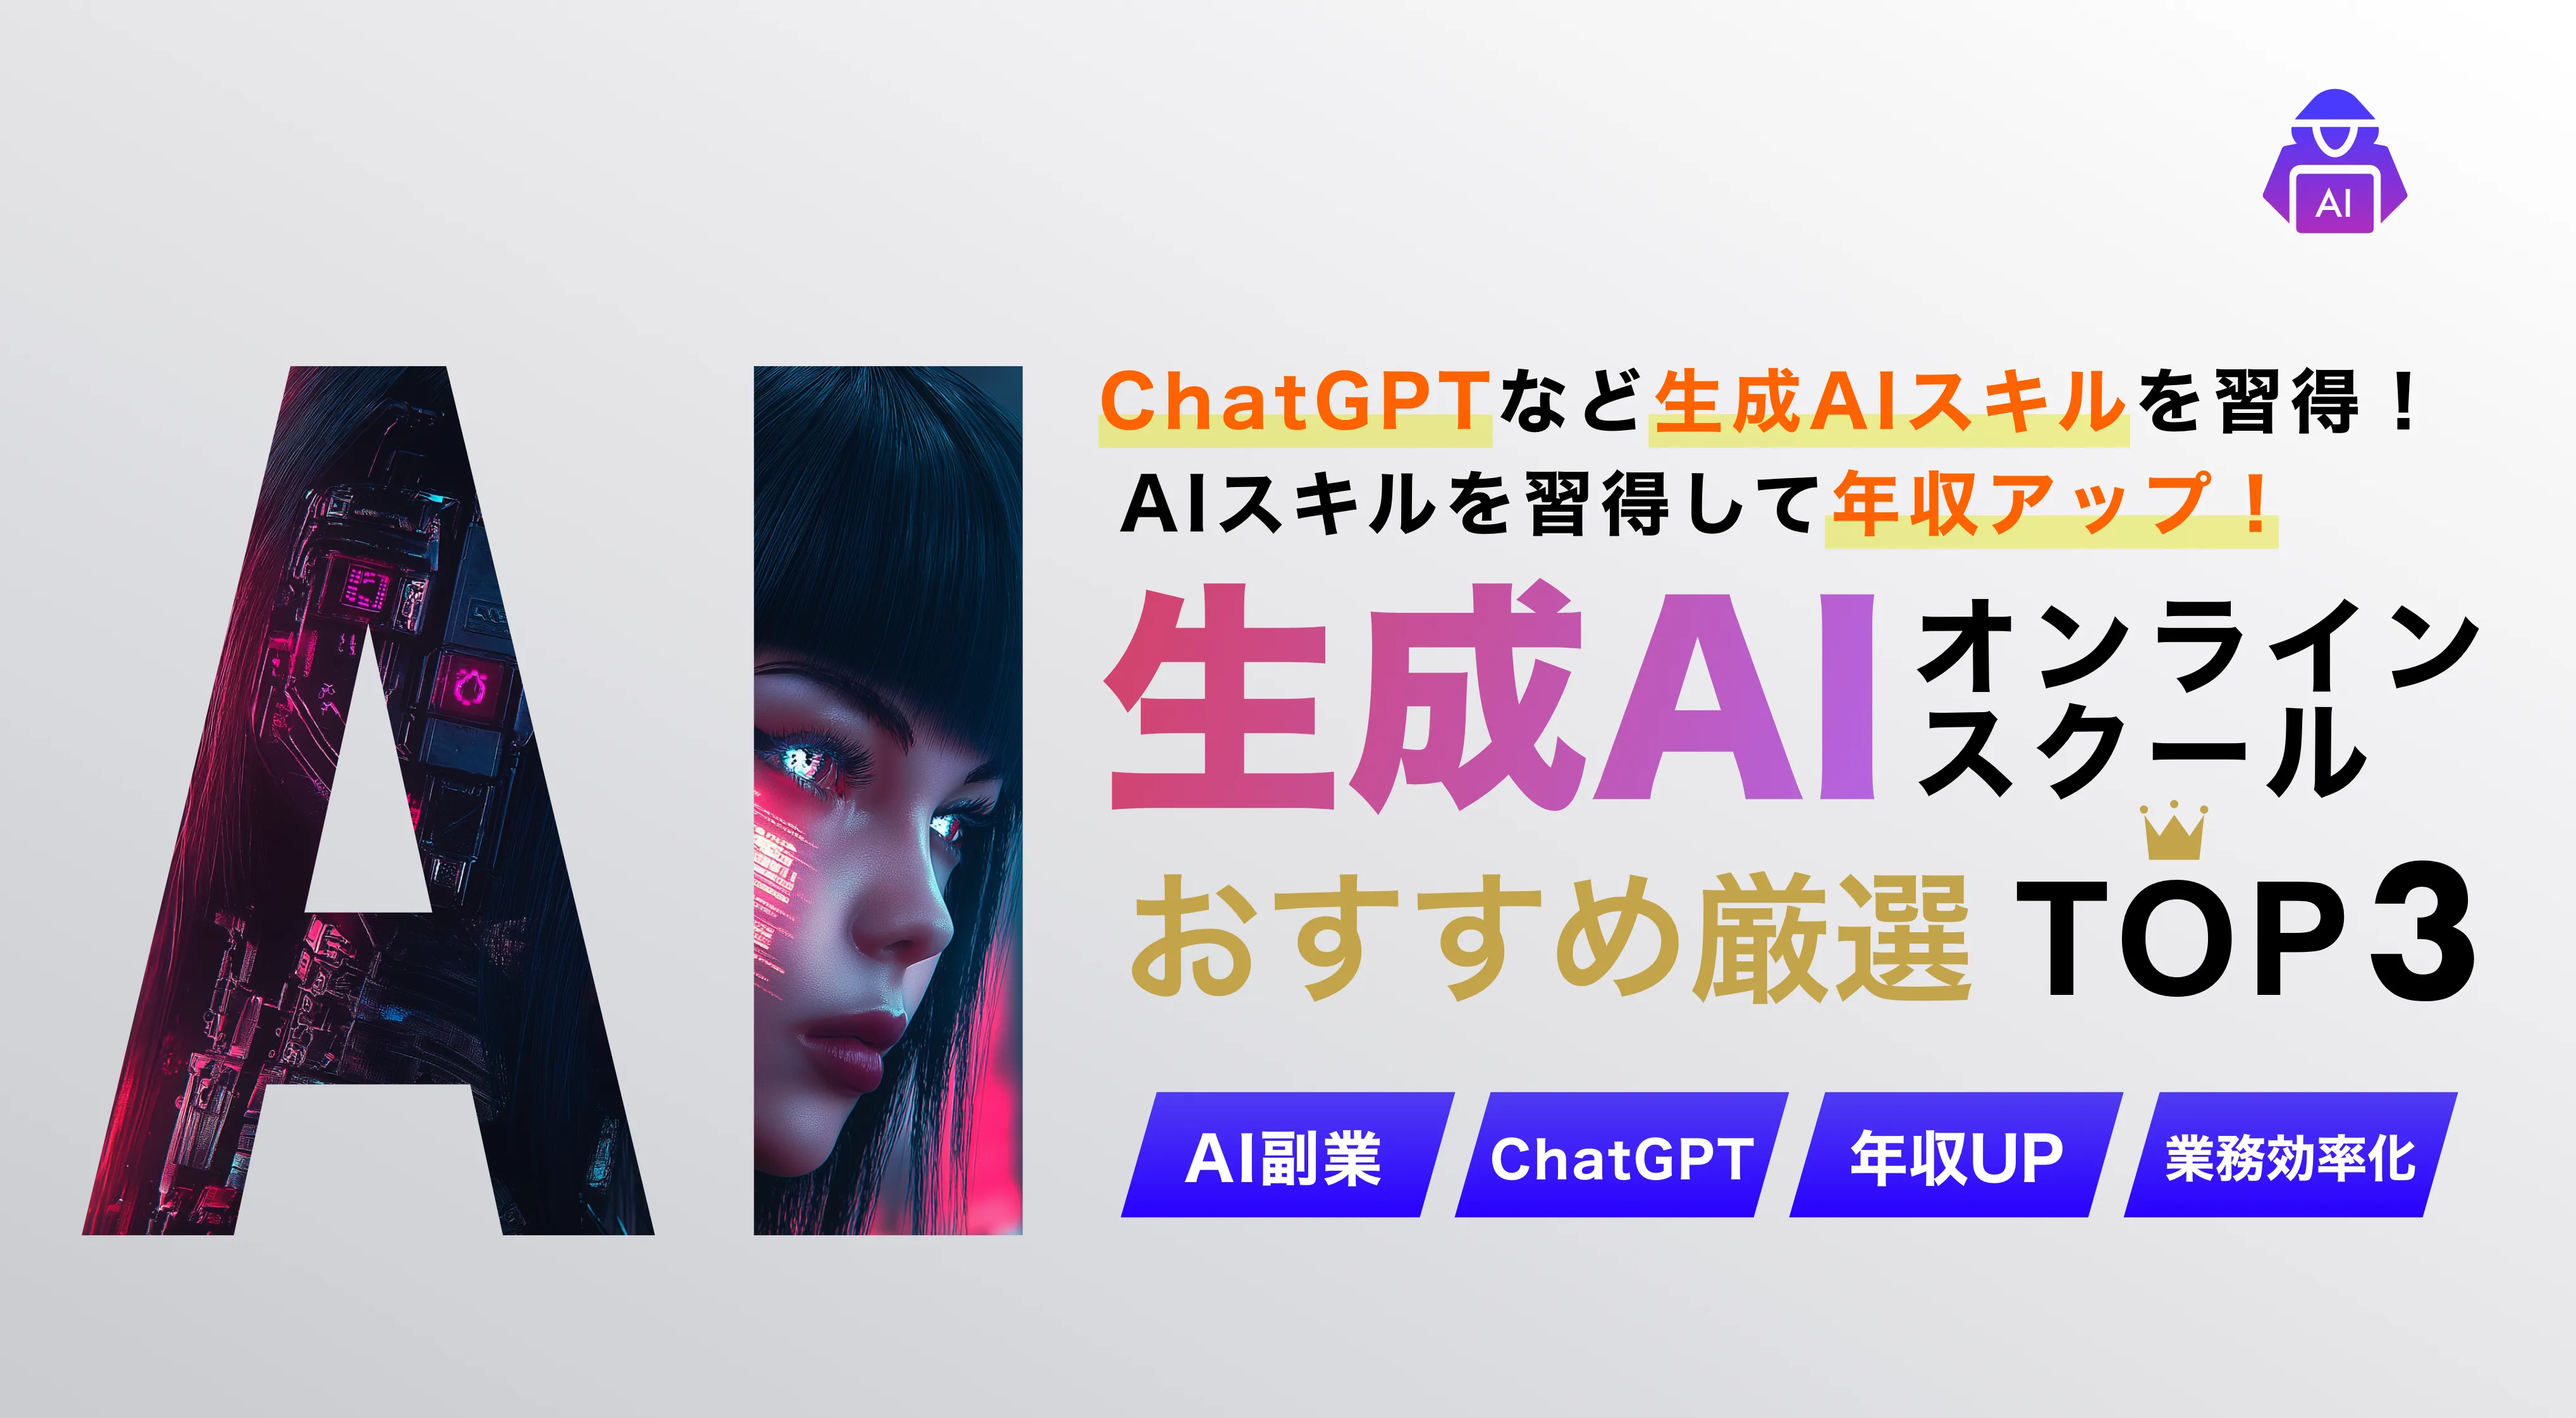 AI
AI
ChatGPTなど生成AIスキルを習得！
AIスキルを習得して年収アップ！
生成AI オンライン
スクール
おすすめ厳選 TOP3
AI副業 ChatGPT 年収UP 業務効率化